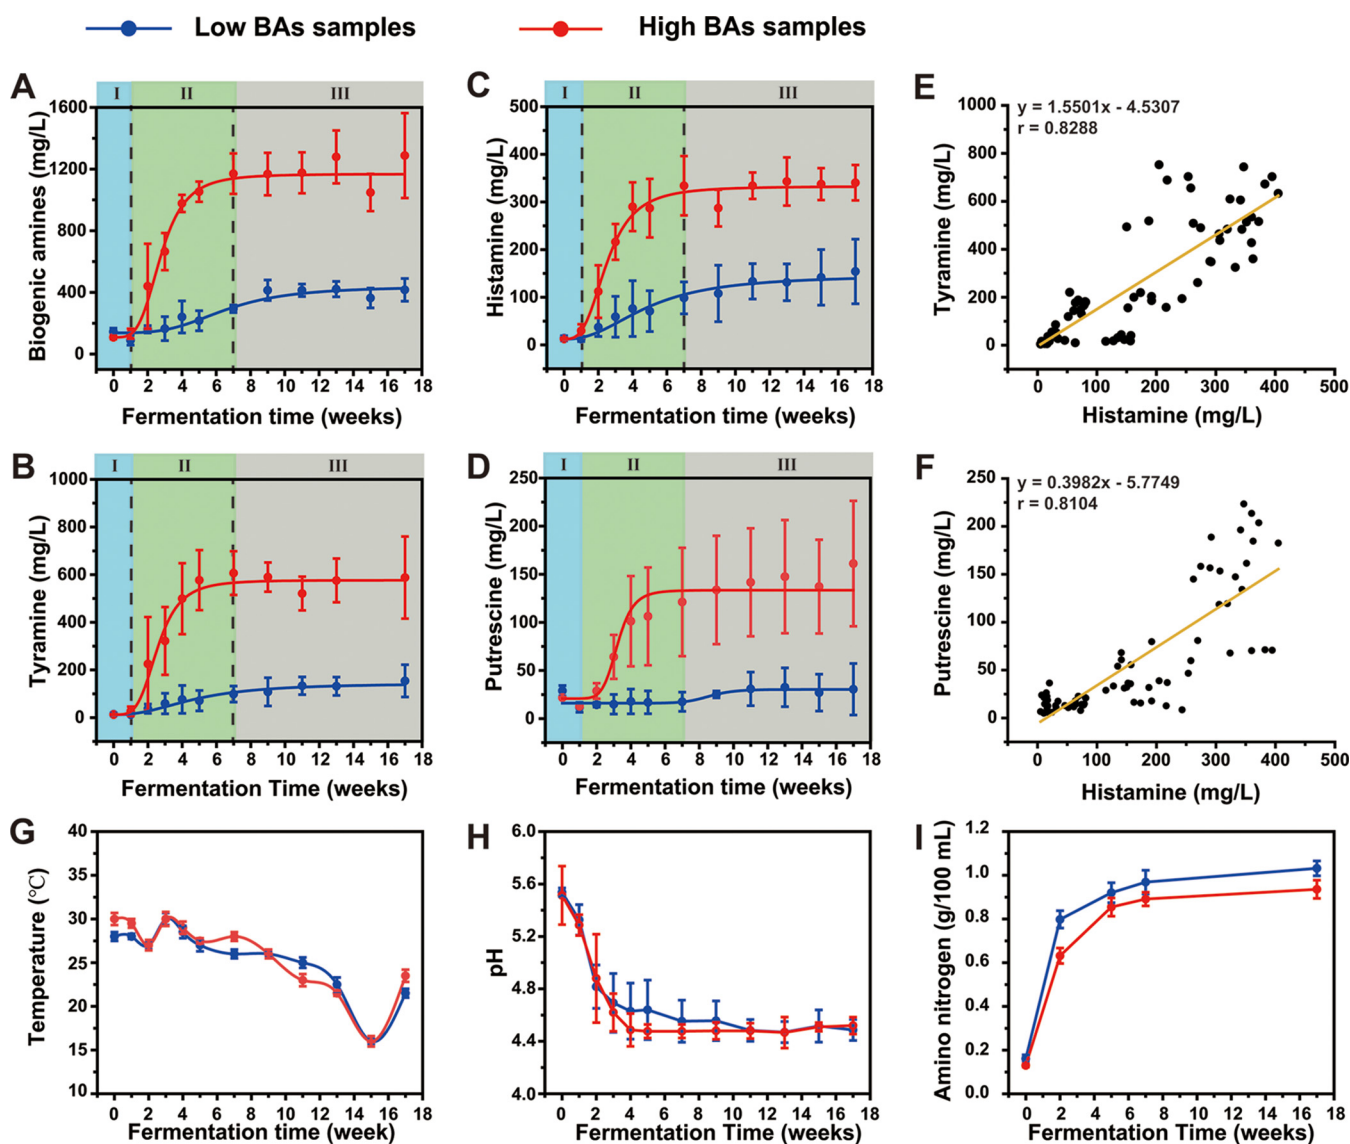 Low BAs samples
High BAs samples
A
I
II
III
1600
1200
800
400
0
Biogenic amines (mg/L)
0 2 4 6 8 10 12 14 16 18
Fermentation time (weeks)
C
I
II
III
500
400
300
200
100
0
Histamine (mg/L)
0 2 4 6 8 10 12 14 16 18
Fermentation time (weeks)
E
y = 1.5501x - 4.5307
r = 0.8288
1000
800
600
400
200
0
Tyramine (mg/L)
0 100 200 300 400 500
Histamine (mg/L)
B
I
II
III
1000
800
600
400
200
0
Tyramine (mg/L)
0 2 4 6 8 10 12 14 16 18
Fermentation Time (weeks)
D
I
II
III
250
200
150
100
50
0
Putrescine (mg/L)
0 2 4 6 8 10 12 14 16 18
Fermentation Time (weeks)
F
y = 0.3982x - 5.7749
r = 0.8104
250
200
150
100
50
0
Putrescine (mg/L)
0 100 200 300 400 500
Histamine (mg/L)
G
40
35
30
25
20
15
10
Temperature (℃)
0 2 4 6 8 10 12 14 16 18
Fermentation time (week)
H
6.0
5.6
5.2
4.8
4.4
4.0
pH
0 2 4 6 8 10 12 14 16 18
Fermentation Time (weeks)
I
1.2
1.0
0.8
0.6
0.4
0.2
0.0
Amino nitrogen (g/100 mL)
0 2 4 6 8 10 12 14 16 18
Fermentation Time (weeks)